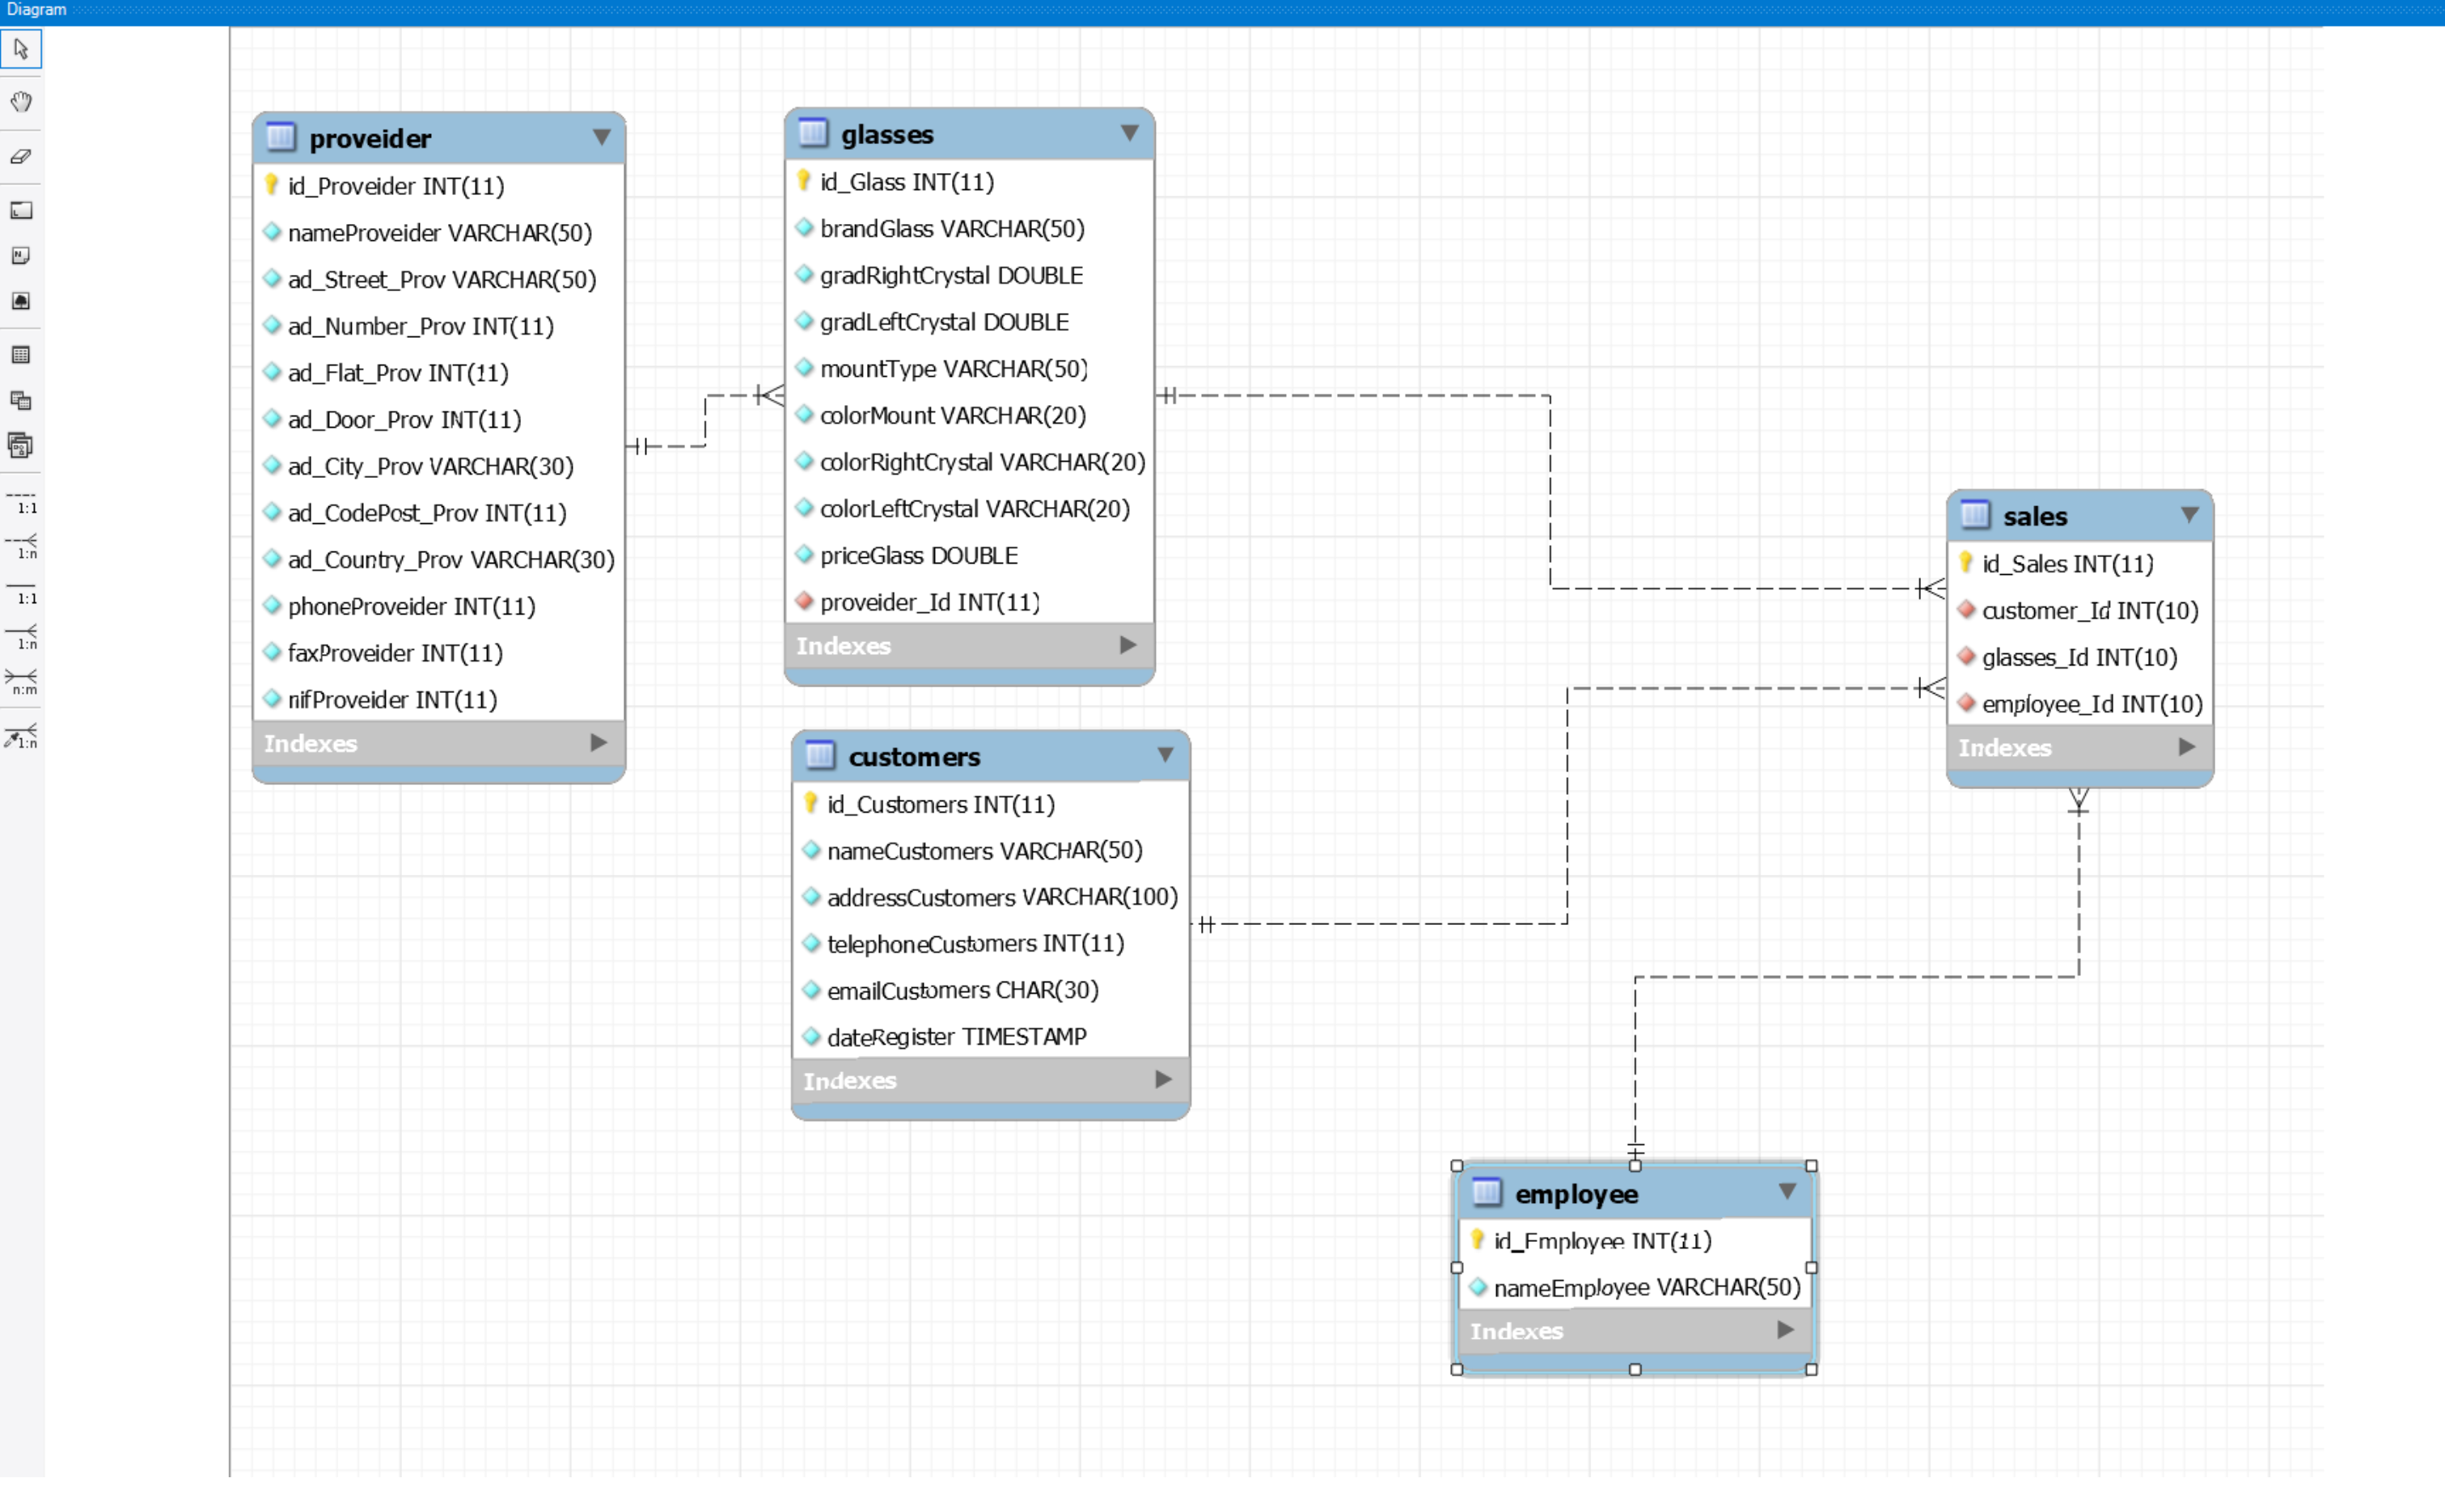 Diagram
1:1
1:n
1:1
1:n
n:m
1:n
proveider
id_Proveider INT(11)
nameProveider VARCHAR(50)
ad_Street_Prov VARCHAR(50)
ad_Number_Prov INT(11)
ad_Flat_Prov INT(11)
ad_Door_Prov INT(11)
ad_City_Prov VARCHAR(30)
ad_CodePost_Prov INT(11)
ad_Country_Prov VARCHAR(30)
phoneProveider INT(11)
faxProveider INT(11)
nifProveider INT(11)
Indexes
glasses
id_Glass INT(11)
brandGlass VARCHAR(50)
gradRightCrystal DOUBLE
gradLeftCrystal DOUBLE
mountType VARCHAR(50)
colorMount VARCHAR(20)
colorRightCrystal VARCHAR(20)
colorLeftCrystal VARCHAR(20)
priceGlass DOUBLE
proveider_Id INT(11)
Indexes
customers
id_Customers INT(11)
nameCustomers VARCHAR(50)
addressCustomers VARCHAR(100)
telephoneCustomers INT(11)
emailCustomers CHAR(30)
dateRegister TIMESTAMP
Indexes
sales
id_Sales INT(11)
customer_Id INT(10)
glasses_Id INT(10)
employee_Id INT(10)
Indexes
employee
id_Employee INT(11)
nameEmployee VARCHAR(50)
Indexes